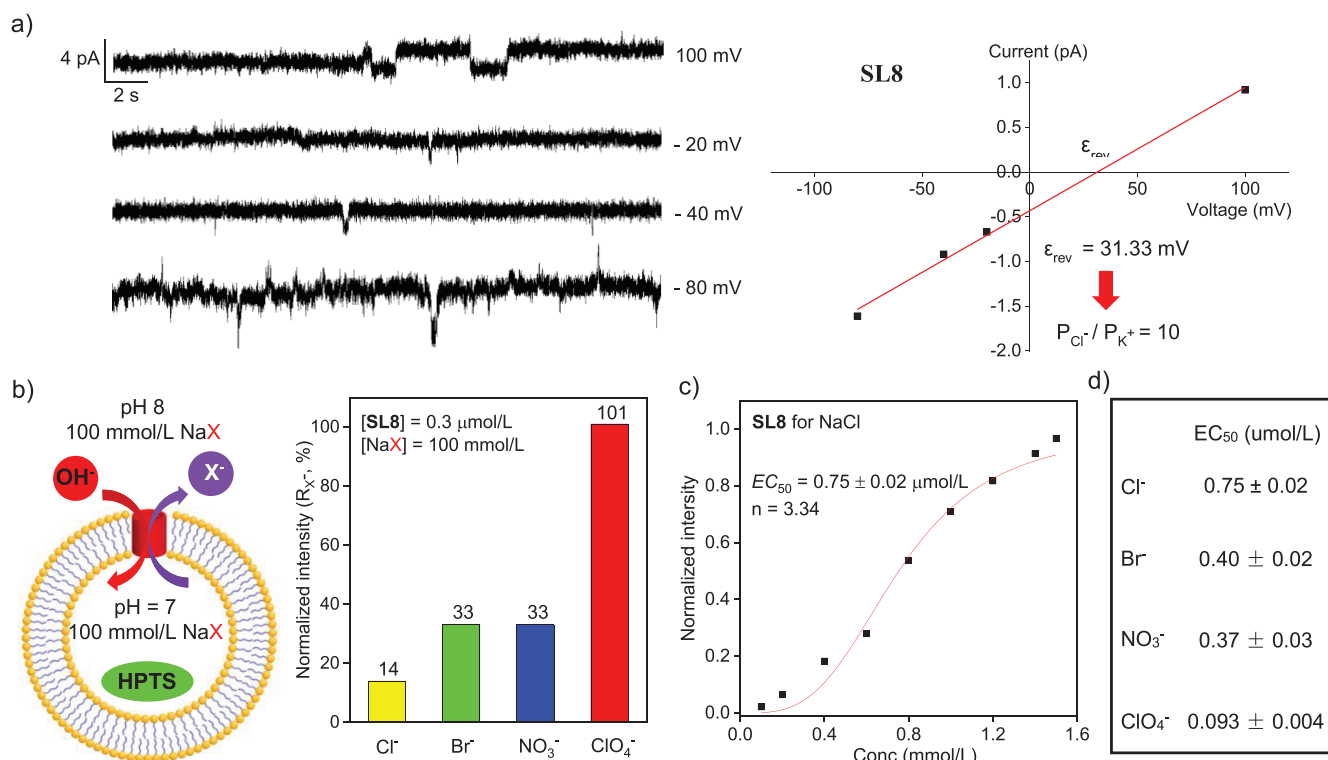 a)
4 pA
2 s
100 mV
- 20 mV
- 40 mV
- 80 mV
Current (pA)
SL8
1.0
0.5
0.0
-0.5
-1.0
-1.5
-2.0
-100
-50
0
50
100
Voltage (mV)
εrev
εrev = 31.33 mV
PCl- / PK+ = 10
b)
pH 8
100 mmol/L NaX
OH-
X-
pH = 7
100 mmol/L NaX
HPTS
Normalized intensity (RX-, %)
100
80
60
40
20
0
[SL8] = 0.3 μmol/L
[NaX] = 100 mmol/L
14
33
33
101
Cl-
Br-
NO3-
ClO4-
c)
Normalized intensity
1.0
0.8
0.6
0.4
0.2
0.0
SL8 for NaCl
EC50 = 0.75 ± 0.02 μmol/L
n = 3.34
0.0
0.4
0.8
1.2
1.6
Conc (mmol/L)
d)
EC50 (umol/L)
Cl- 0.75 ± 0.02
Br- 0.40 ± 0.02
NO3- 0.37 ± 0.03
ClO4- 0.093 ± 0.004